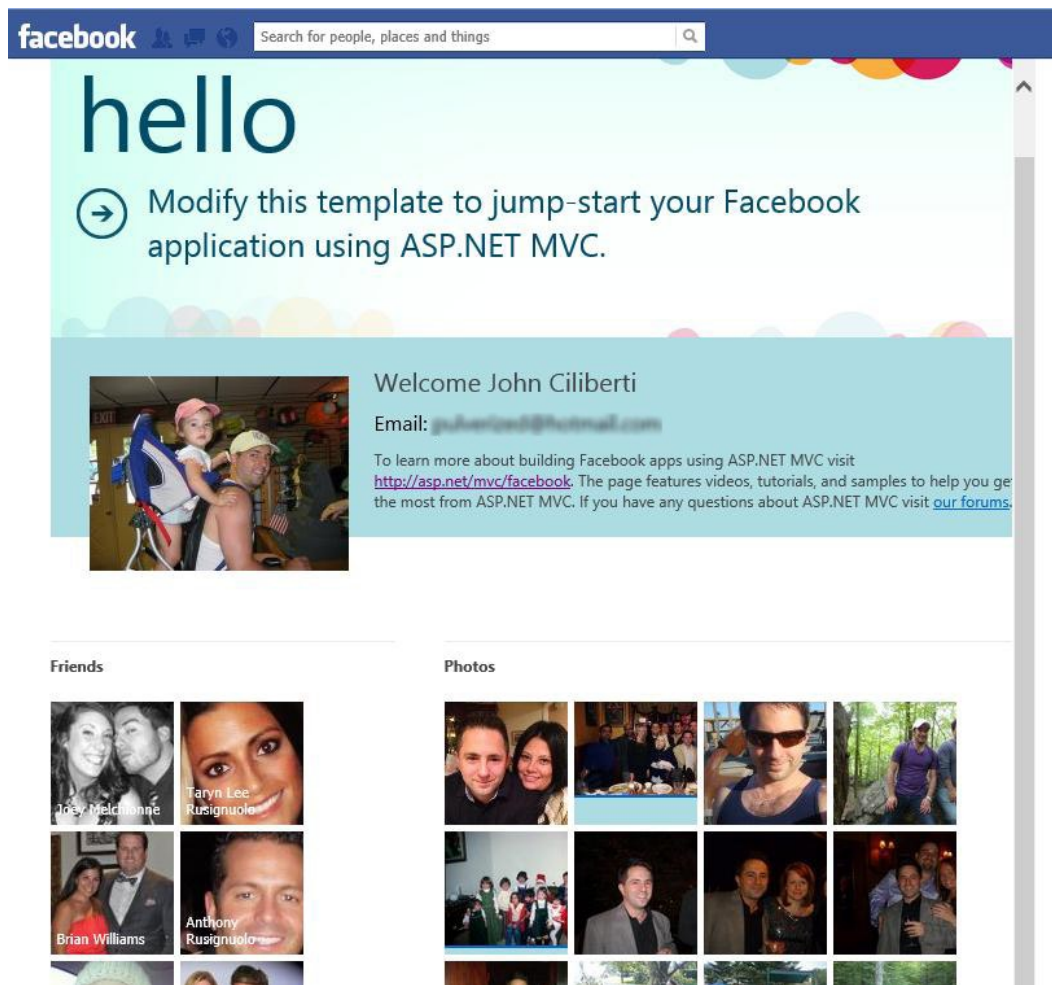 facebook
Search for people, places and things
hello
Modify this template to jump-start your Facebook
application using ASP.NET MVC.
EXIT
Welcome John Ciliberti
Email:
To learn more about building Facebook apps using ASP.NET MVC visit
http://asp.net/mvc/facebook. The page features videos, tutorials, and samples to help you ge
the most from ASP.NET MVC. If you have any questions about ASP.NET MVC visit our forums.
Friends
Photos
Joey Melchionne
Taryn Lee
Rusignuolo
Brian Williams
Anthony
Rusignuolo